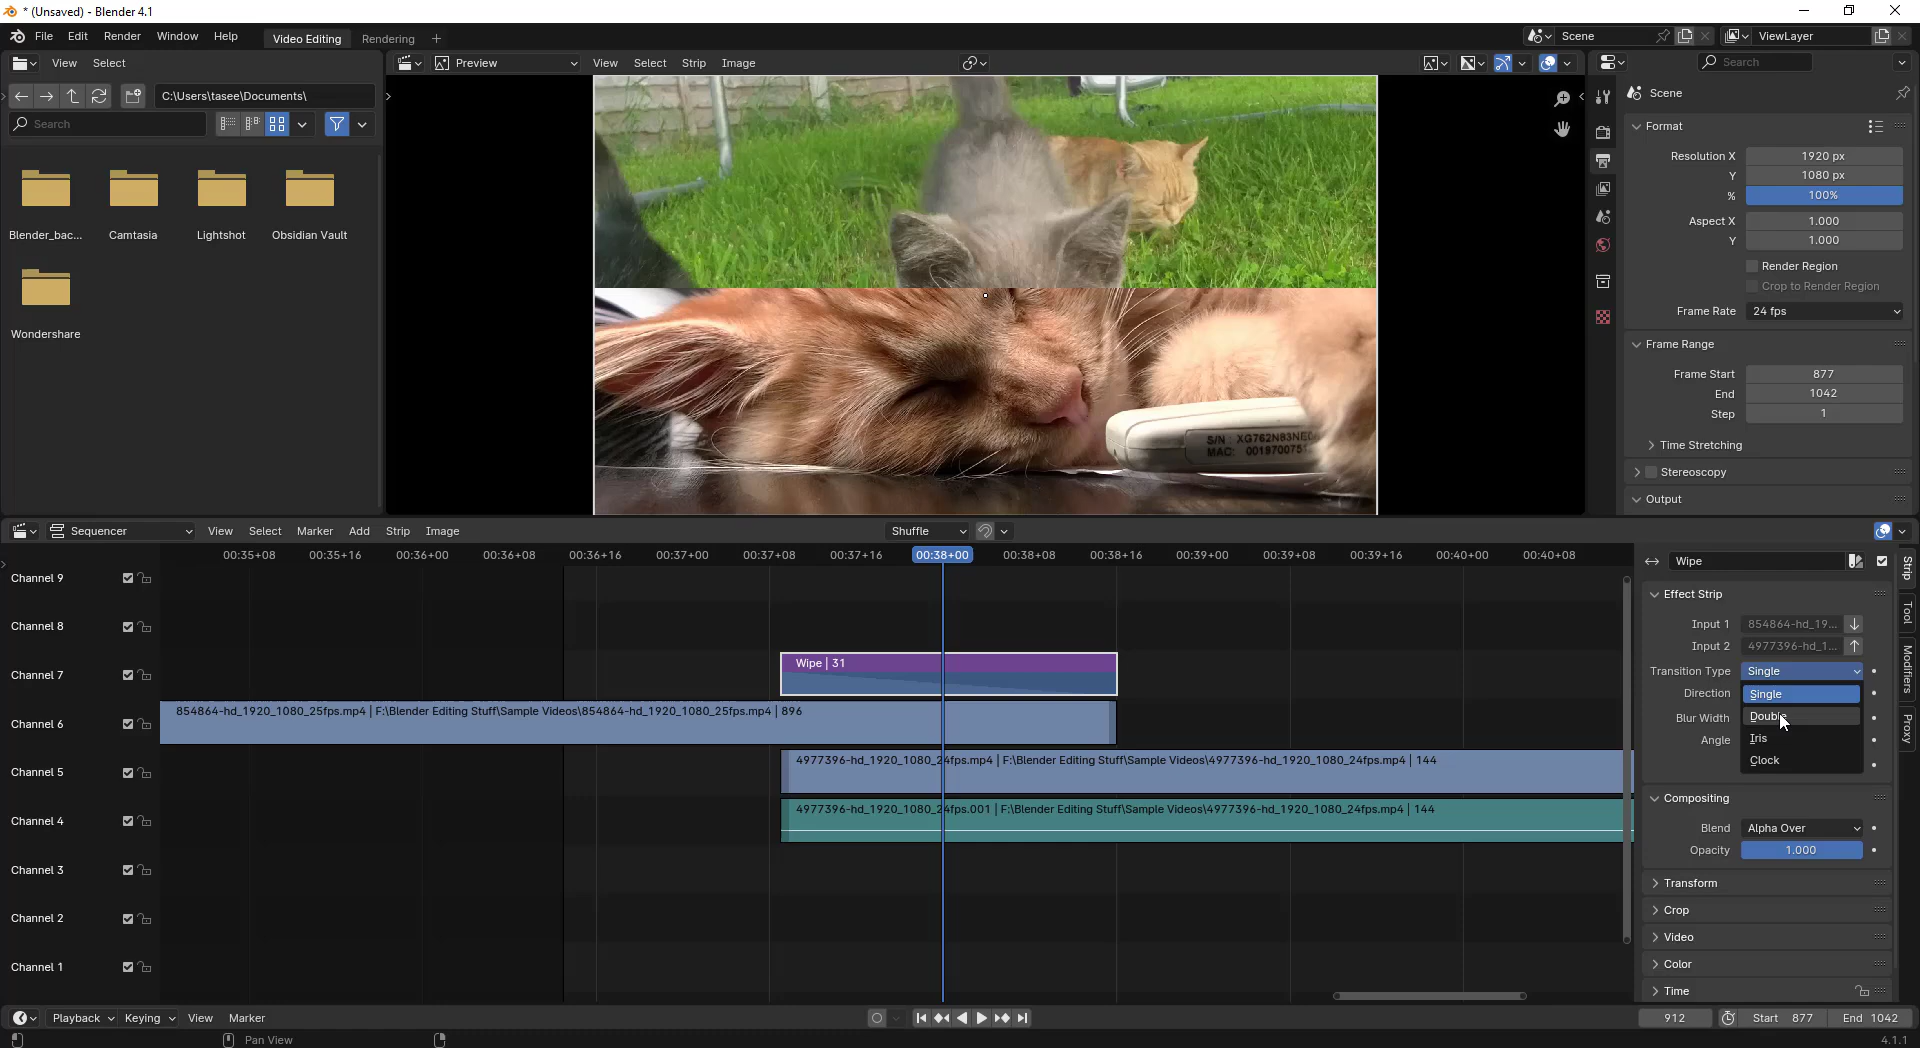 * (Unsaved) - Blender 4.1
File Edit Render Window Help Video Editing Rendering + Scene ViewLayer
View Select Preview View Select Strip Image Search
C:\Users\tasee\Documents\
Search
Blender_bac... Camtasia Lightshot Obsidian Vault
Wondershare
S/N : XG762N83NE
MAC: 001970075
Scene
Format
Resolution X 1920 px
Y 1080 px
% 100%
Aspect X 1.000
Y 1.000
Render Region
Crop to Render Region
Frame Rate 24 fps
Frame Range
Frame Start 877
End 1042
Step 1
Time Stretching
Stereoscopy
Output
Sequencer View Select Marker Add Strip Image Shuffle
00:35+08 00:35+16 00:36+00 00:36+08 00:36+16 00:37+00 00:37+08 00:37+16 00:38+00 00:38+08 00:38+16 00:39+00 00:39+08 00:39+16 00:40+00 00:40+08
Channel 9
Channel 8
Channel 7
Channel 6
Channel 5
Channel 4
Channel 3
Channel 2
Channel 1
Wipe | 31
854864-hd_1920_1080_25fps.mp4 | F:\Blender Editing Stuff\Sample Videos\854864-hd_1920_1080_25fps.mp4 | 896
4977396-hd_1920_1080_24fps.mp4 | F:\Blender Editing Stuff\Sample Videos\4977396-hd_1920_1080_24fps.mp4 | 144
4977396-hd_1920_1080_24fps.001 | F:\Blender Editing Stuff\Sample Videos\4977396-hd_1920_1080_24fps.mp4 | 144
Wipe
Effect Strip
Input 1 854864-hd_19...
Input 2 4977396-hd_1...
Transition Type Single
Direction Single
Blur Width Double
Angle Iris
Clock
Compositing
Blend Alpha Over
Opacity 1.000
Transform
Crop
Video
Color
Time
Strip
Tool
Modifiers
Proxy
Playback Keying View Marker 912 Start 877 End 1042
Pan View 4.1.1